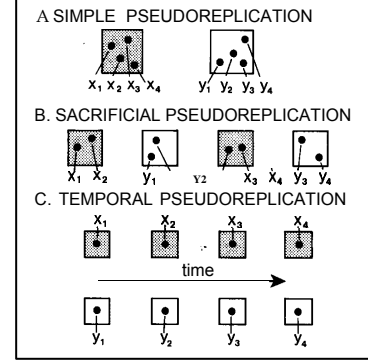 A SIMPLE PSEUDOREPLICATION
x₁ x₂ x₃ x₄ y₁ y₂ y₃ y₄
B. SACRIFICIAL PSEUDOREPLICATION
x₁ x₂ y₁ Y2 x₃ x₄ y₃ y₄
C. TEMPORAL PSEUDOREPLICATION
x₁ x₂ x₃ x₄
time
y₁ y₂ y₃ y₄